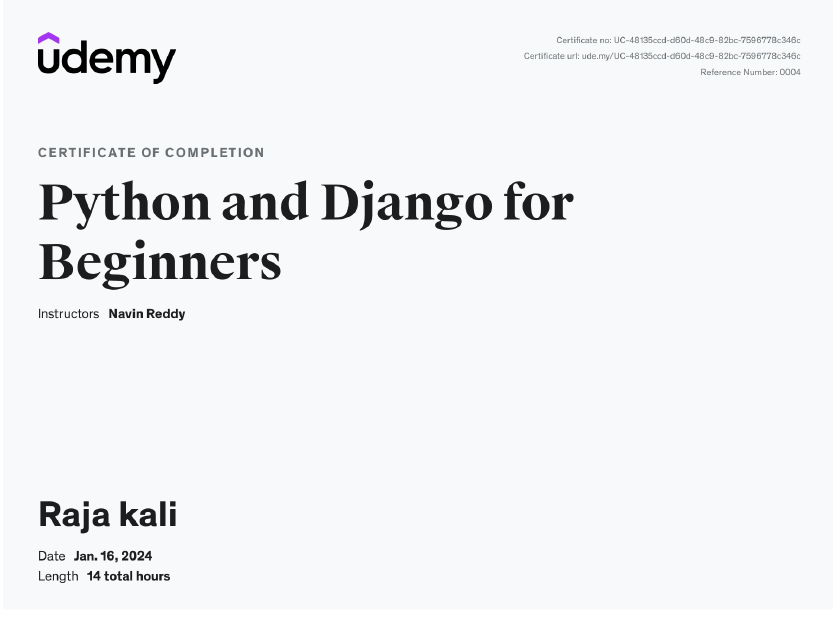 udemy
Certificate no: UC-48135ccd-d60d-48c9-82bc-7596778c346c
Certificate url: ude.my/UC-48135ccd-d60d-48c9-82bc-7596778c346c
Reference Number: 0004
CERTIFICATE OF COMPLETION
Python and Django for
Beginners
Instructors Navin Reddy
Raja kali
Date Jan. 16, 2024
Length 14 total hours